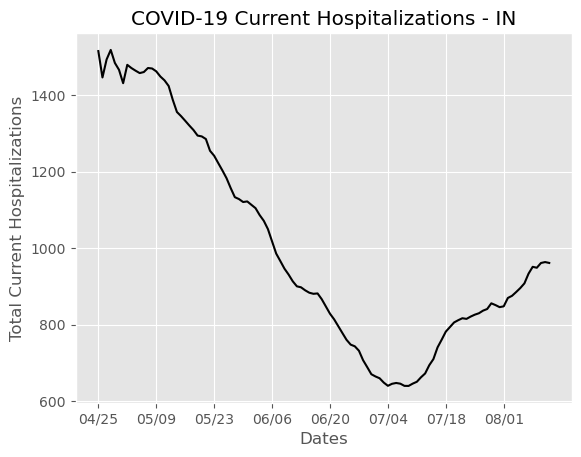 COVID-19 Current Hospitalizations - IN
Total Current Hospitalizations
1400
1200
1000
800
600
04/25 05/09 05/23 06/06 06/20 07/04 07/18 08/01
Dates